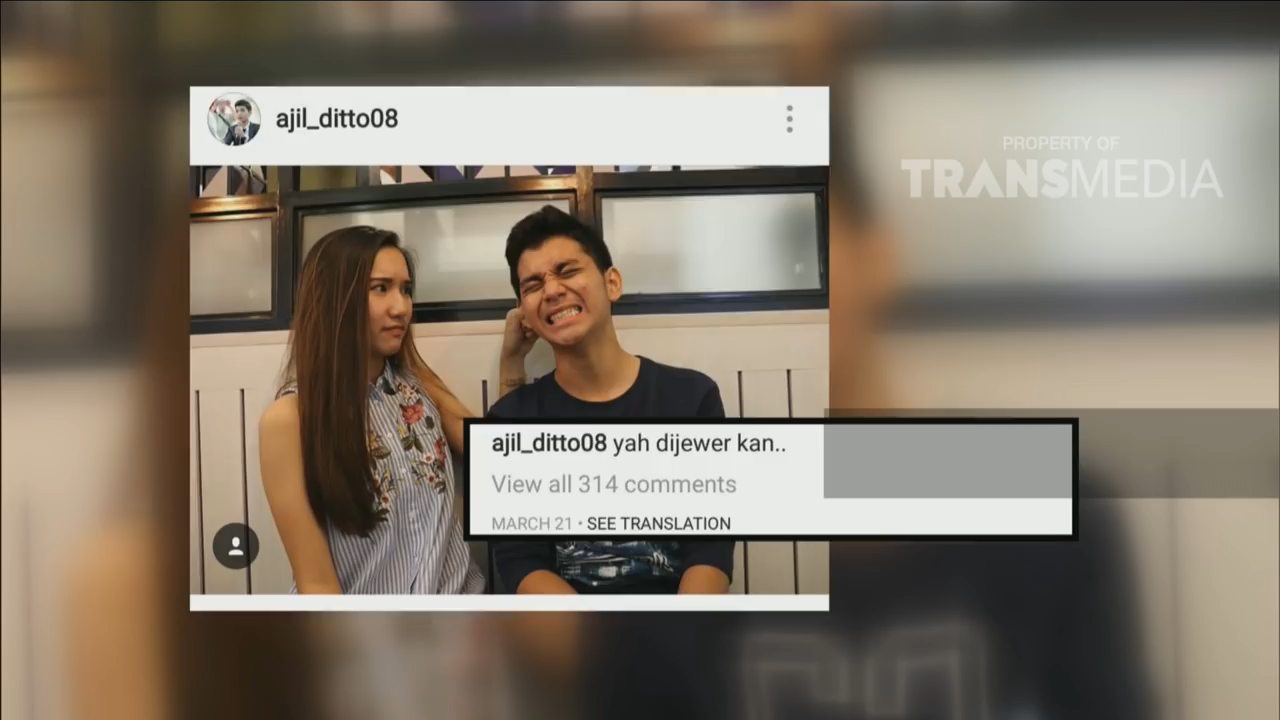 ajil_ditto08
PROPERTY OF
TRANSMEDIA
ajil_ditto08 yah dijewer kan..
View all 314 comments
MARCH 21 • SEE TRANSLATION